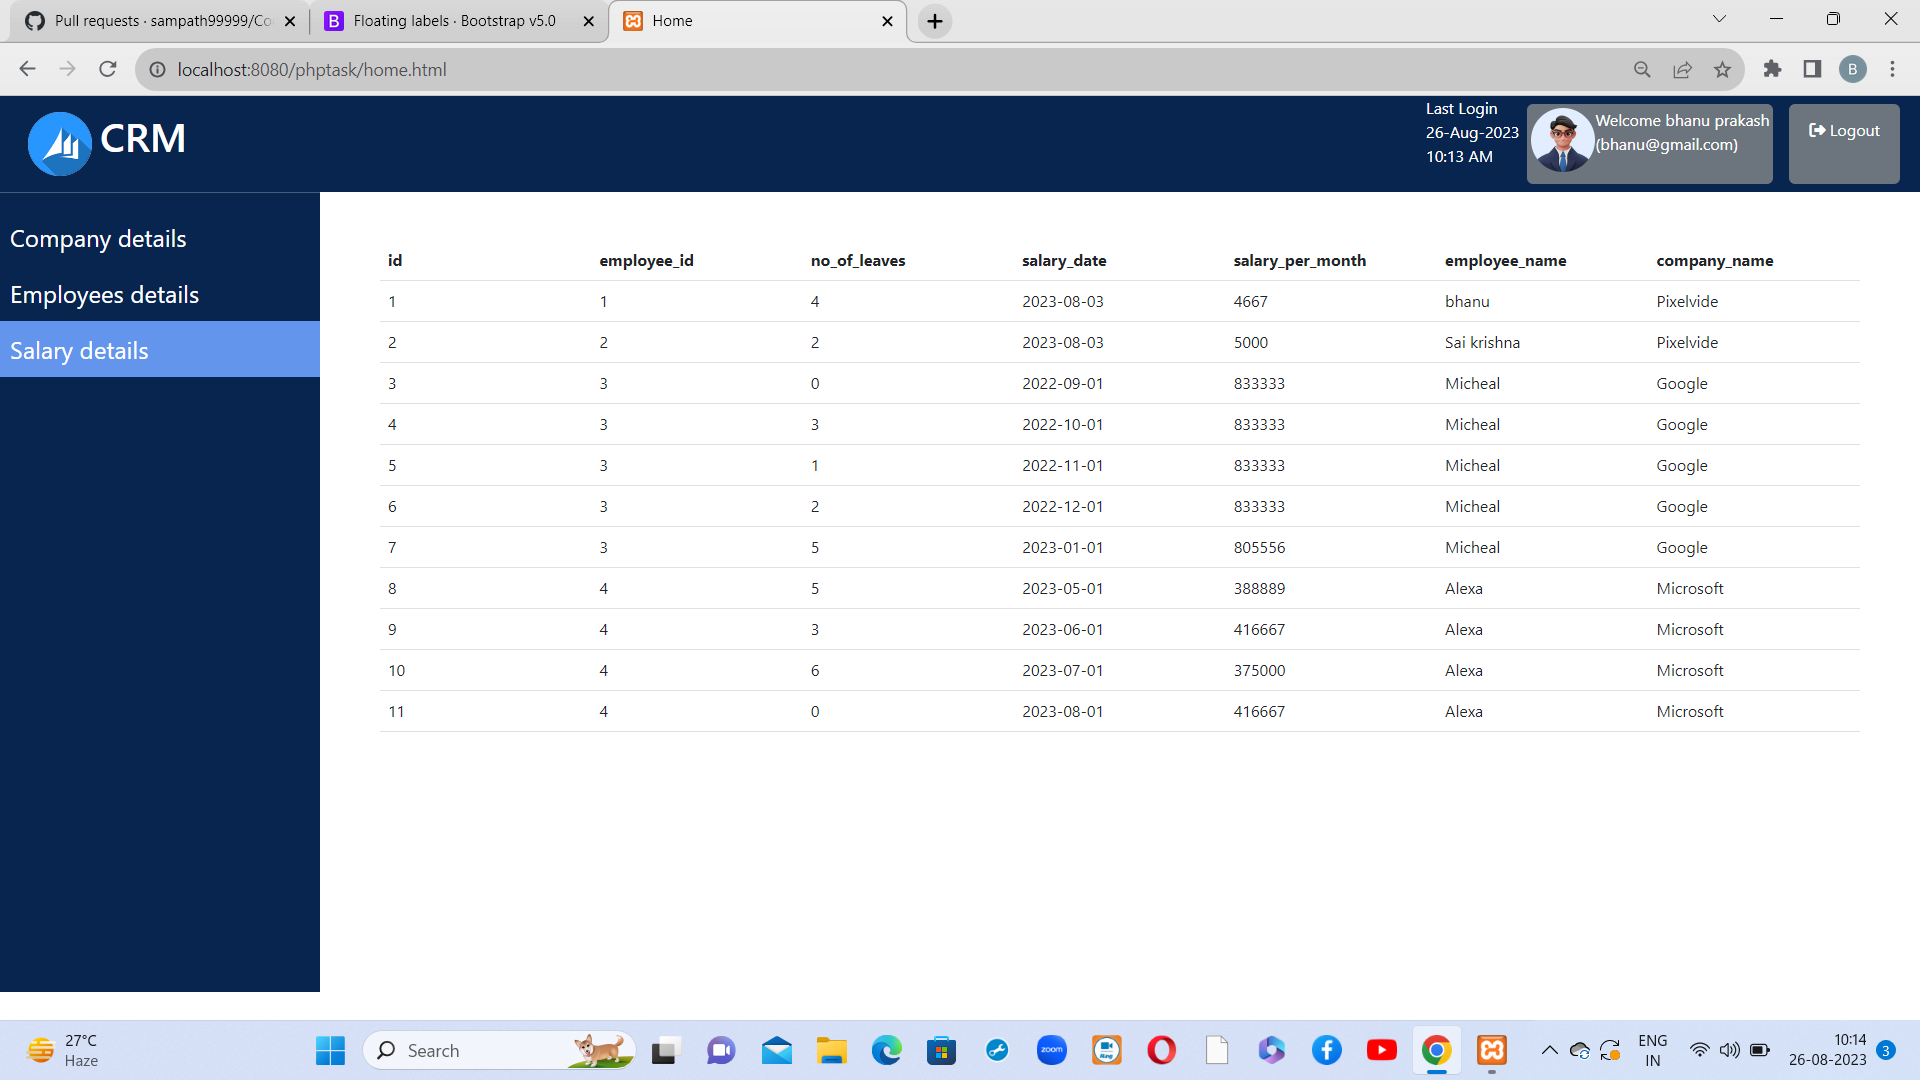 Pull requests · sampath99999/Co
Floating labels · Bootstrap v5.0
Home
localhost:8080/phptask/home.html
B
CRM
Last Login
26-Aug-2023
10:13 AM
Welcome bhanu prakash
(bhanu@gmail.com)
Logout
Company details
Employees details
Salary details
id employee_id no_of_leaves salary_date salary_per_month employee_name company_name
1 1 4 2023-08-03 4667 bhanu Pixelvide
2 2 2 2023-08-03 5000 Sai krishna Pixelvide
3 3 0 2022-09-01 833333 Micheal Google
4 3 3 2022-10-01 833333 Micheal Google
5 3 1 2022-11-01 833333 Micheal Google
6 3 2 2022-12-01 833333 Micheal Google
7 3 5 2023-01-01 805556 Micheal Google
8 4 5 2023-05-01 388889 Alexa Microsoft
9 4 3 2023-06-01 416667 Alexa Microsoft
10 4 6 2023-07-01 375000 Alexa Microsoft
11 4 0 2023-08-01 416667 Alexa Microsoft
27°C
Haze
Search
zoom
ENG
IN
10:14
26-08-2023
3